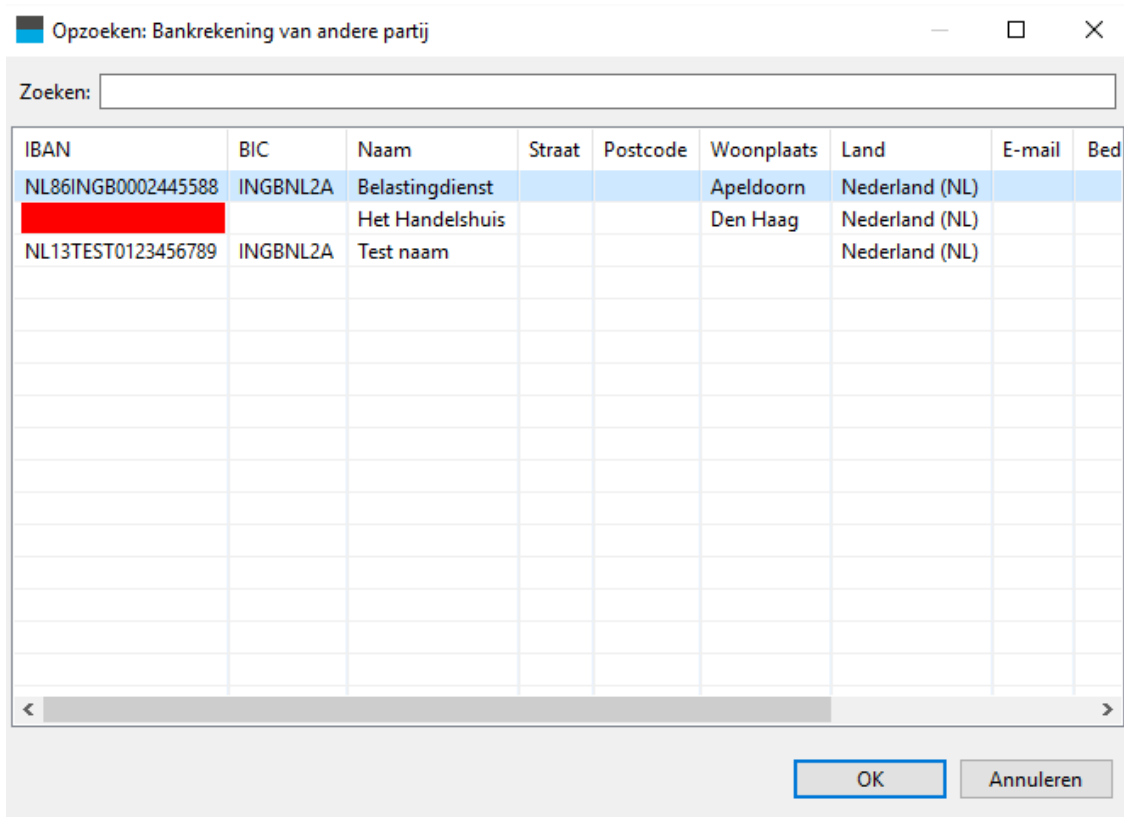 Opzoeken: Bankrekening van andere partij
Zoeken:
IBAN BIC Naam Straat Postcode Woonplaats Land E-mail Bed
NL86INGB0002445588 INGBNL2A Belastingdienst Apeldoorn Nederland (NL)
Het Handelshuis Den Haag Nederland (NL)
NL13TEST0123456789 INGBNL2A Test naam Nederland (NL)
OK Annuleren